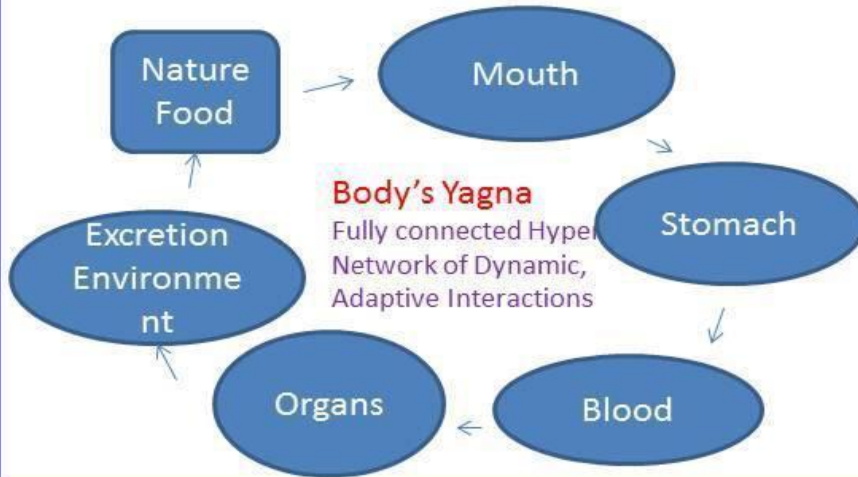 Nature
Food
Mouth
Body's Yagna
Fully connected Hyper
Network of Dynamic,
Adaptive Interactions
Stomach
Excretion
Environme
nt
Organs
Blood